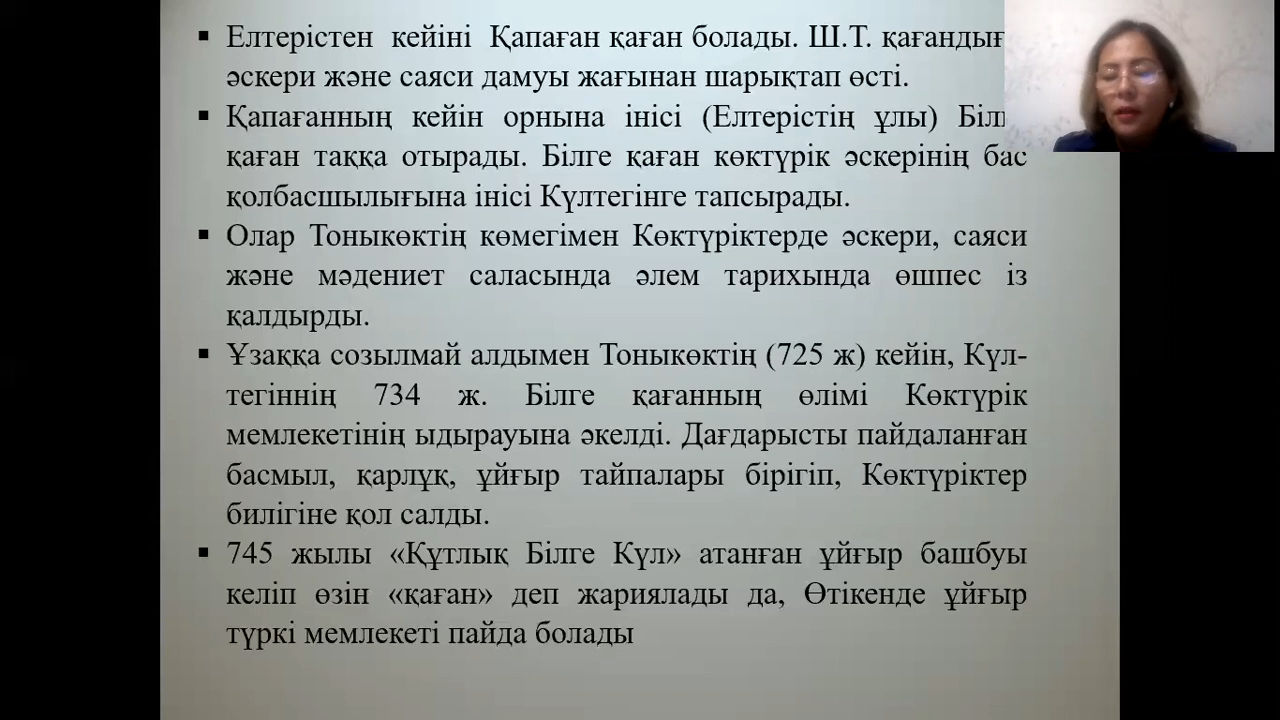 Елтерістен кейіні Қапаған қаған болады. Ш.Т.
әскери және саяси дамуы жағынан шарықтап өсті.
Қапағанның кейін орнына інісі (Елтерістің ұлы)
қаған таққа отырады. Білге қаған көктүрік әскерінің бас
қолбасшылығына інісі Күлтегінге тапсырады.
Олар Тоныкөктің көмегімен Көктүріктерде әскери, саяси
және мәдениет саласында әлем тарихында өшпес із
қалдырды.
Ұзаққа созылмай алдымен Тоныкөктің (725 ж) кейін, Күл-
тегіннің 734 ж. Білге қағанның өлімі Көктүрік
мемлекетінің ыдырауына әкелді. Дағдарысты пайдаланған
басмыл, қарлұқ, ұйғыр тайпалары бірігіп, Көктүріктер
билігіне қол салды.
745 жылы «Құтлық Білге Күл» атанған ұйғыр башбуы
келіп өзін «қаған» деп жариялады да, Өтікенде ұйғыр
түркі мемлекеті пайда болады